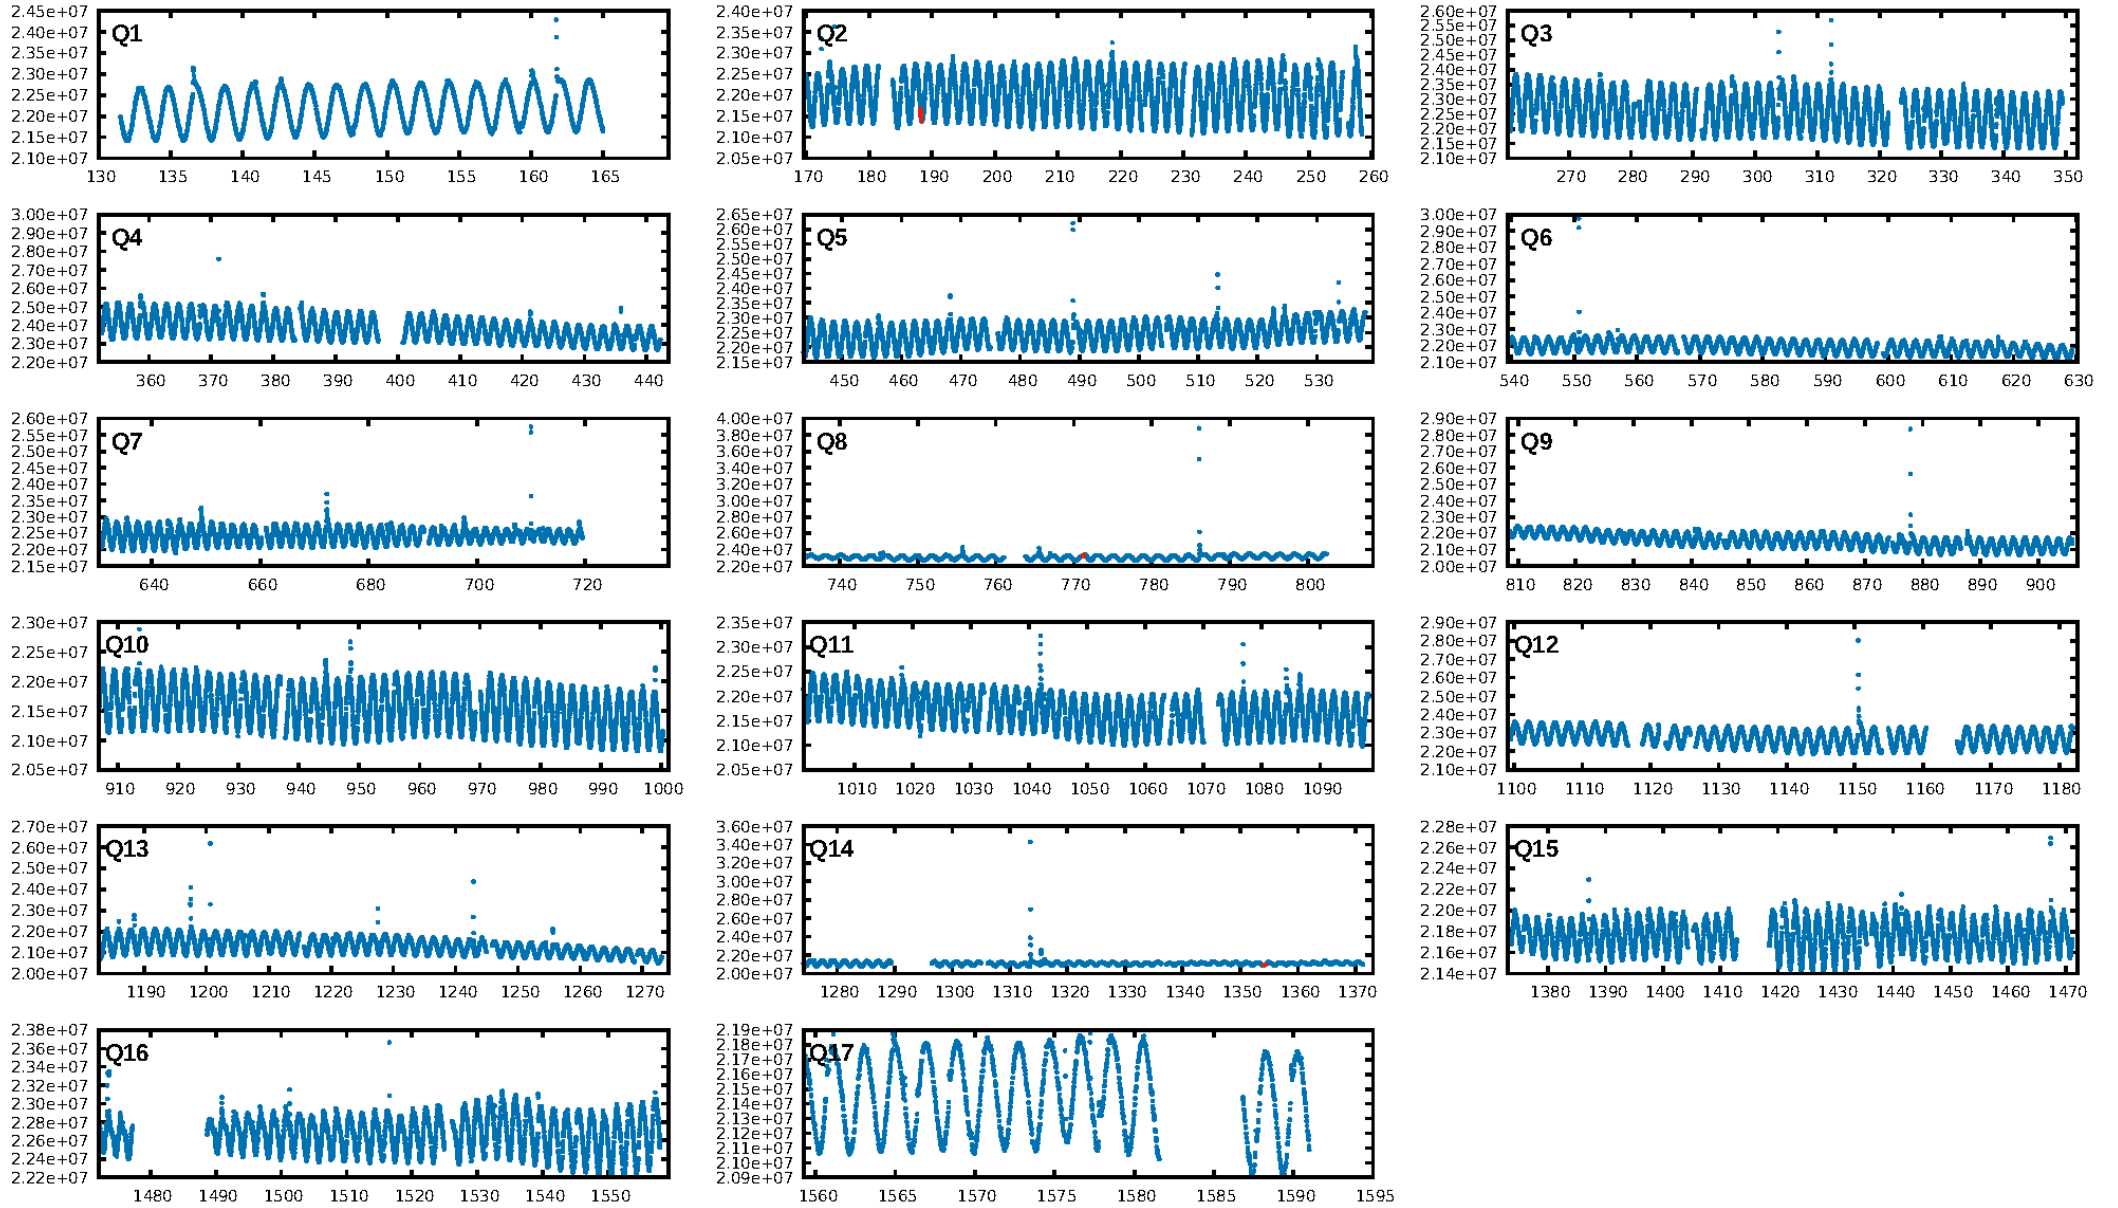 Q1
2.45e+07
2.40e+07
2.35e+07
2.30e+07
2.25e+07
2.20e+07
2.15e+07
2.10e+07
130 135 140 145 150 155 160 165
Q2
2.40e+07
2.35e+07
2.30e+07
2.25e+07
2.20e+07
2.15e+07
2.10e+07
2.05e+07
170 180 190 200 210 220 230 240 250 260
Q3
2.60e+07
2.55e+07
2.50e+07
2.45e+07
2.40e+07
2.35e+07
2.30e+07
2.25e+07
2.20e+07
2.15e+07
2.10e+07
270 280 290 300 310 320 330 340 350
Q4
3.00e+07
2.90e+07
2.80e+07
2.70e+07
2.60e+07
2.50e+07
2.40e+07
2.30e+07
2.20e+07
360 370 380 390 400 410 420 430 440
Q5
2.65e+07
2.60e+07
2.55e+07
2.50e+07
2.45e+07
2.40e+07
2.35e+07
2.30e+07
2.25e+07
2.20e+07
2.15e+07
450 460 470 480 490 500 510 520 530
Q6
3.00e+07
2.90e+07
2.80e+07
2.70e+07
2.60e+07
2.50e+07
2.40e+07
2.30e+07
2.20e+07
2.10e+07
540 550 560 570 580 590 600 610 620 630
Q7
2.60e+07
2.55e+07
2.50e+07
2.45e+07
2.40e+07
2.35e+07
2.30e+07
2.25e+07
2.20e+07
2.15e+07
640 660 680 700 720
Q8
4.00e+07
3.80e+07
3.60e+07
3.40e+07
3.20e+07
3.00e+07
2.80e+07
2.60e+07
2.40e+07
2.20e+07
740 750 760 770 780 790 800
Q9
2.90e+07
2.80e+07
2.70e+07
2.60e+07
2.50e+07
2.40e+07
2.30e+07
2.20e+07
2.10e+07
2.00e+07
810 820 830 840 850 860 870 880 890 900
Q10
2.30e+07
2.25e+07
2.20e+07
2.15e+07
2.10e+07
2.05e+07
910 920 930 940 950 960 970 980 990 1000
Q11
2.35e+07
2.30e+07
2.25e+07
2.20e+07
2.15e+07
2.10e+07
2.05e+07
1010 1020 1030 1040 1050 1060 1070 1080 1090
Q12
2.90e+07
2.80e+07
2.70e+07
2.60e+07
2.50e+07
2.40e+07
2.30e+07
2.20e+07
2.10e+07
1100 1110 1120 1130 1140 1150 1160 1170 1180
Q13
2.70e+07
2.60e+07
2.50e+07
2.40e+07
2.30e+07
2.20e+07
2.10e+07
2.00e+07
1190 1200 1210 1220 1230 1240 1250 1260 1270
Q14
3.60e+07
3.40e+07
3.20e+07
3.00e+07
2.80e+07
2.60e+07
2.40e+07
2.20e+07
2.00e+07
1280 1290 1300 1310 1320 1330 1340 1350 1360 1370
Q15
2.28e+07
2.26e+07
2.24e+07
2.22e+07
2.20e+07
2.18e+07
2.16e+07
2.14e+07
1380 1390 1400 1410 1420 1430 1440 1450 1460 1470
Q16
2.38e+07
2.36e+07
2.34e+07
2.32e+07
2.30e+07
2.28e+07
2.26e+07
2.24e+07
2.22e+07
1480 1490 1500 1510 1520 1530 1540 1550
Q17
2.19e+07
2.18e+07
2.17e+07
2.16e+07
2.15e+07
2.14e+07
2.13e+07
2.12e+07
2.11e+07
2.10e+07
2.09e+07
1560 1565 1570 1575 1580 1585 1590 1595